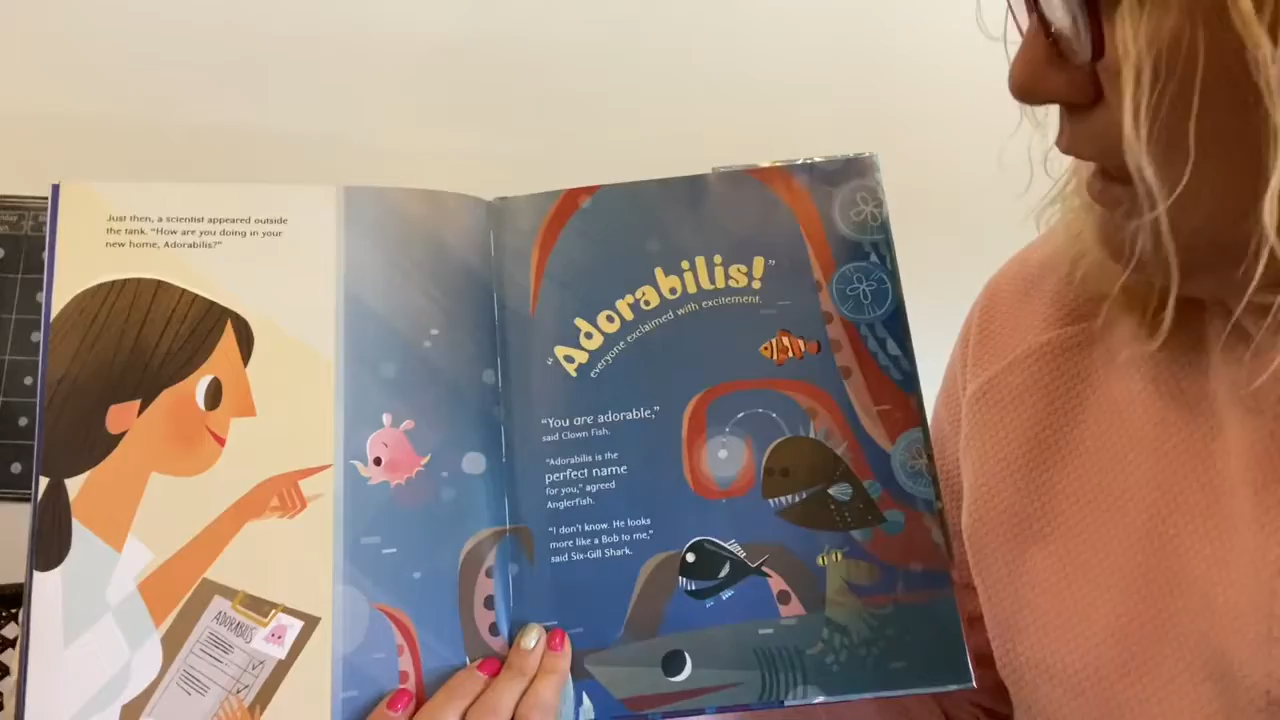 Just then, a scientist appeared outside
the tank. "How are you doing in your
new home, Adorabilis?"
ADORABILIS
"Adorabilis!"
everyone exclaimed with excitement.
"You are adorable,"
said Clown Fish.
"Adorabilis is the
perfect name
for you," agreed
Anglerfish.
"I don't know. He looks
more like a Bob to me,"
said Six-Gill Shark.